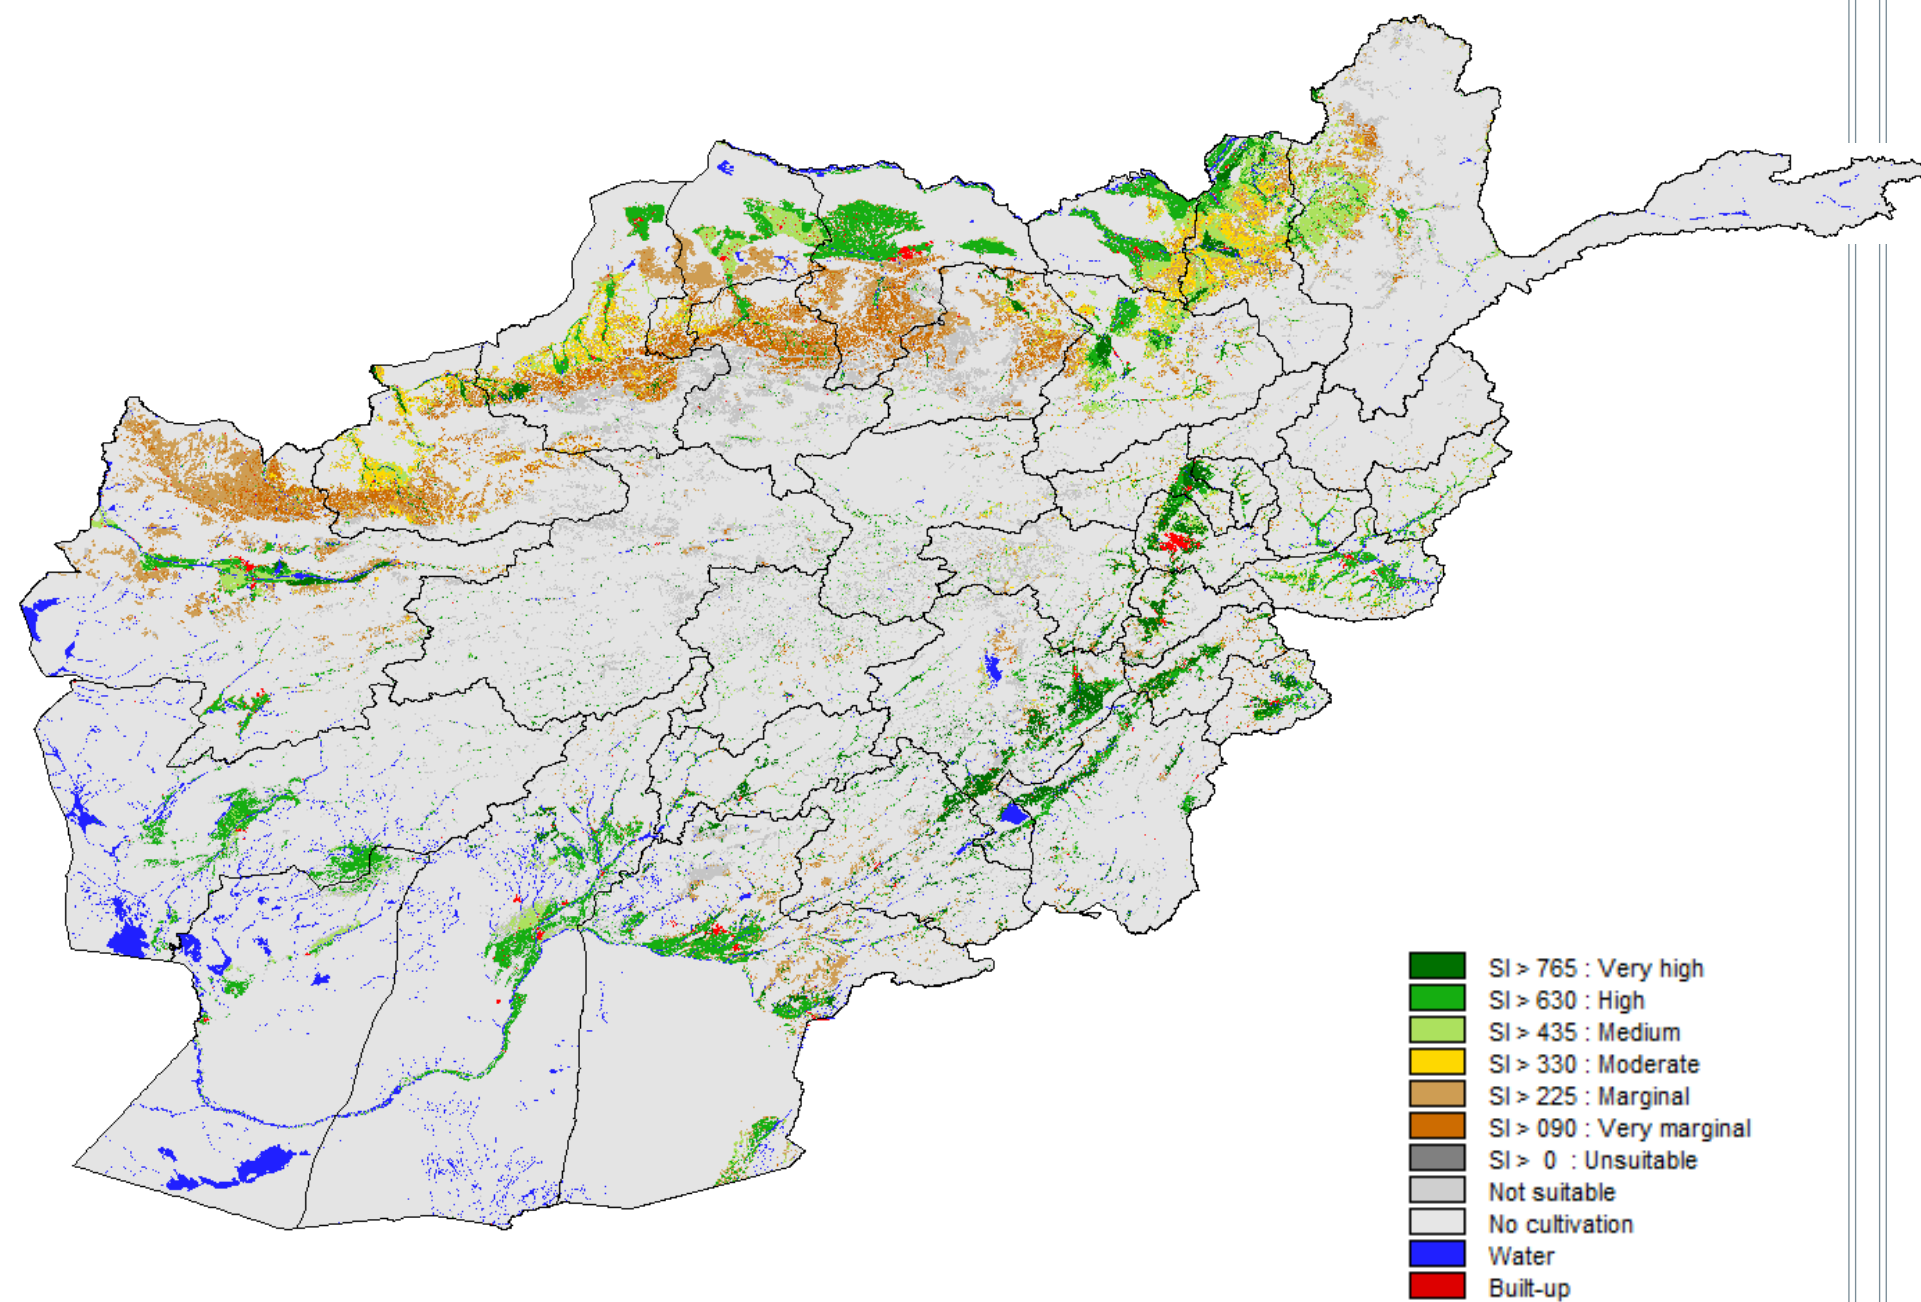 SI > 765 : Very high
SI > 630 : High
SI > 435 : Medium
SI > 330 : Moderate
SI > 225 : Marginal
SI > 090 : Very marginal
SI > 0 : Unsuitable
Not suitable
No cultivation
Water
Built-up